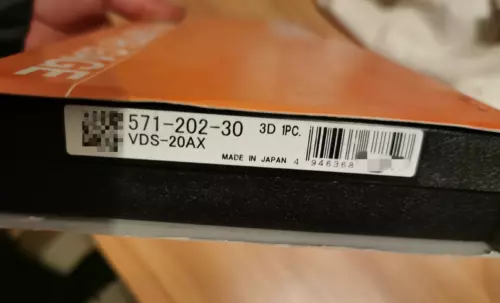 571-202-30 3D 1PC.
VDS-20AX
MADE IN JAPAN 4 946368